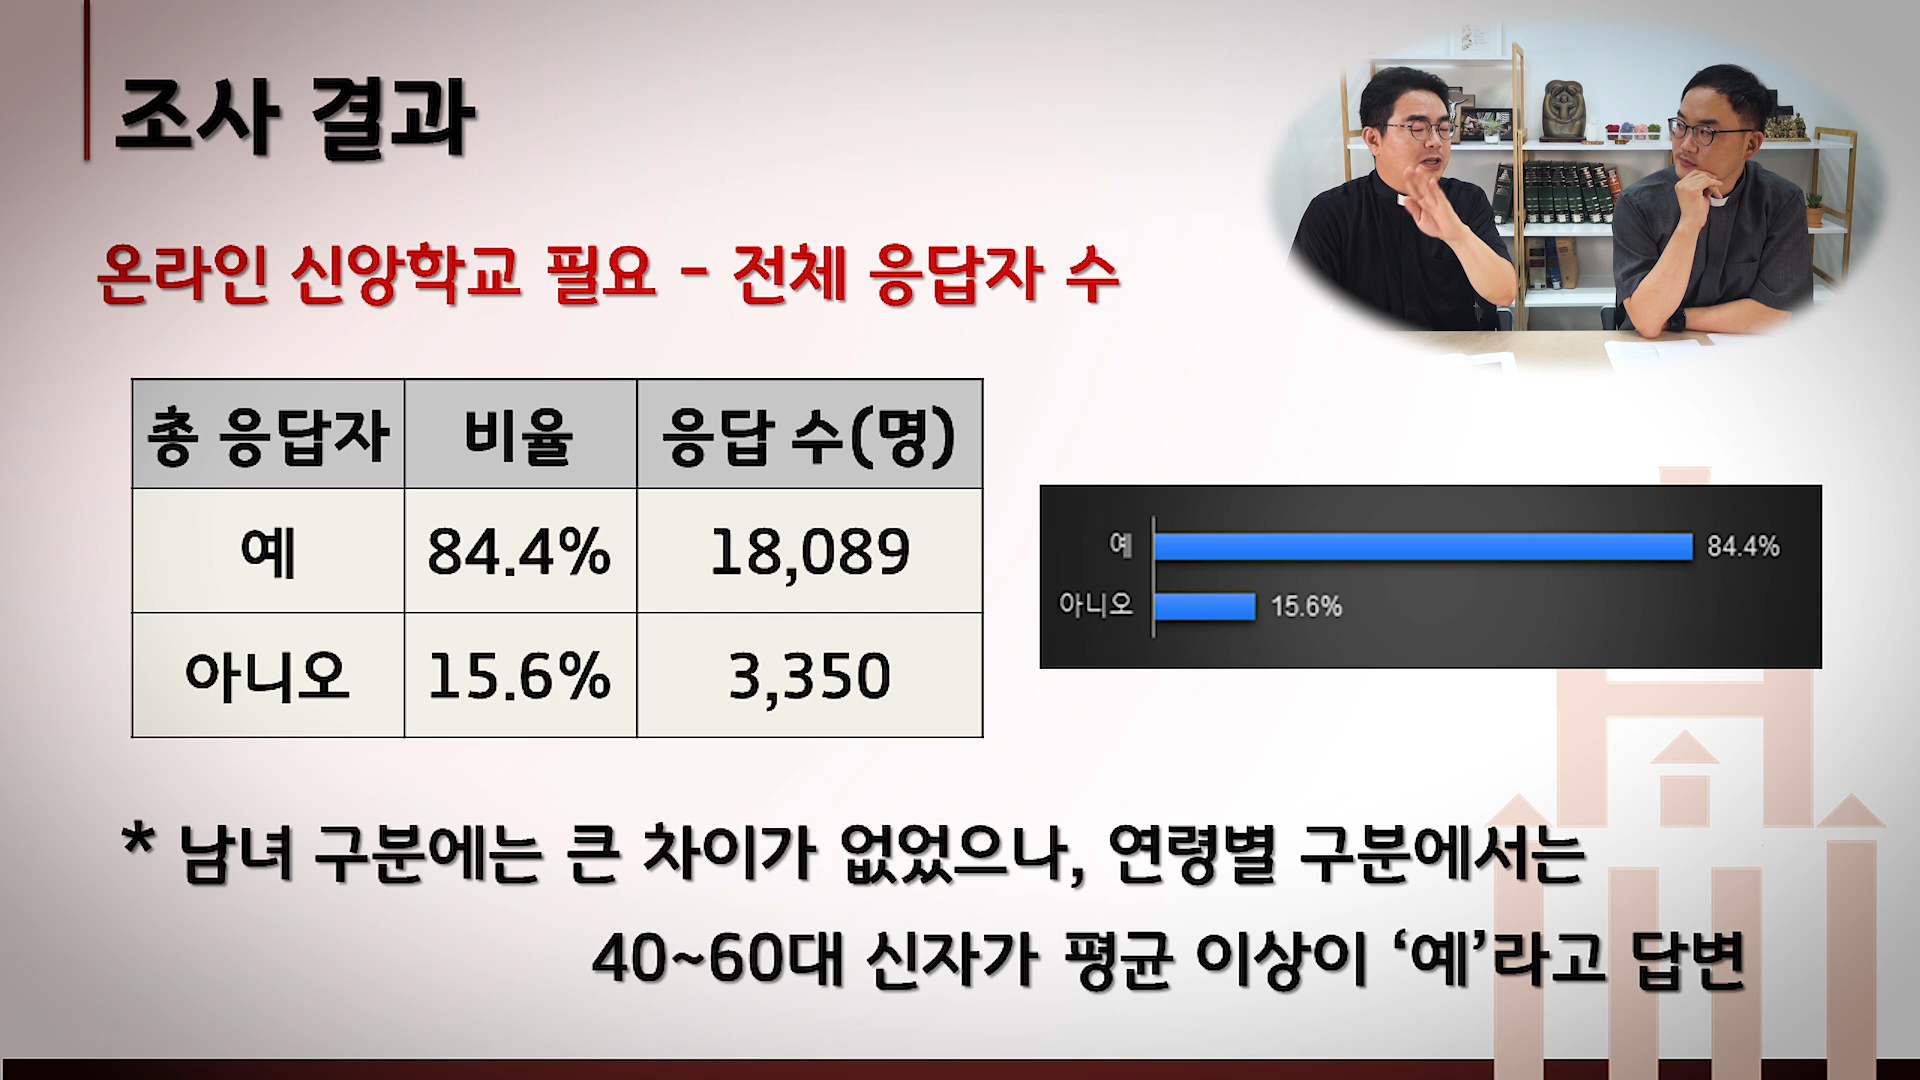 조사 결과
온라인 신앙학교 필요 - 전체 응답자 수
총 응답자 비율 응답 수(명)
예 84.4% 18,089
아니오 15.6% 3,350
예 84.4%
아니오 15.6%
* 남녀 구분에는 큰 차이가 없었으나, 연령별 구분에서는
40~60대 신자가 평균 이상이 ‘예’라고 답변